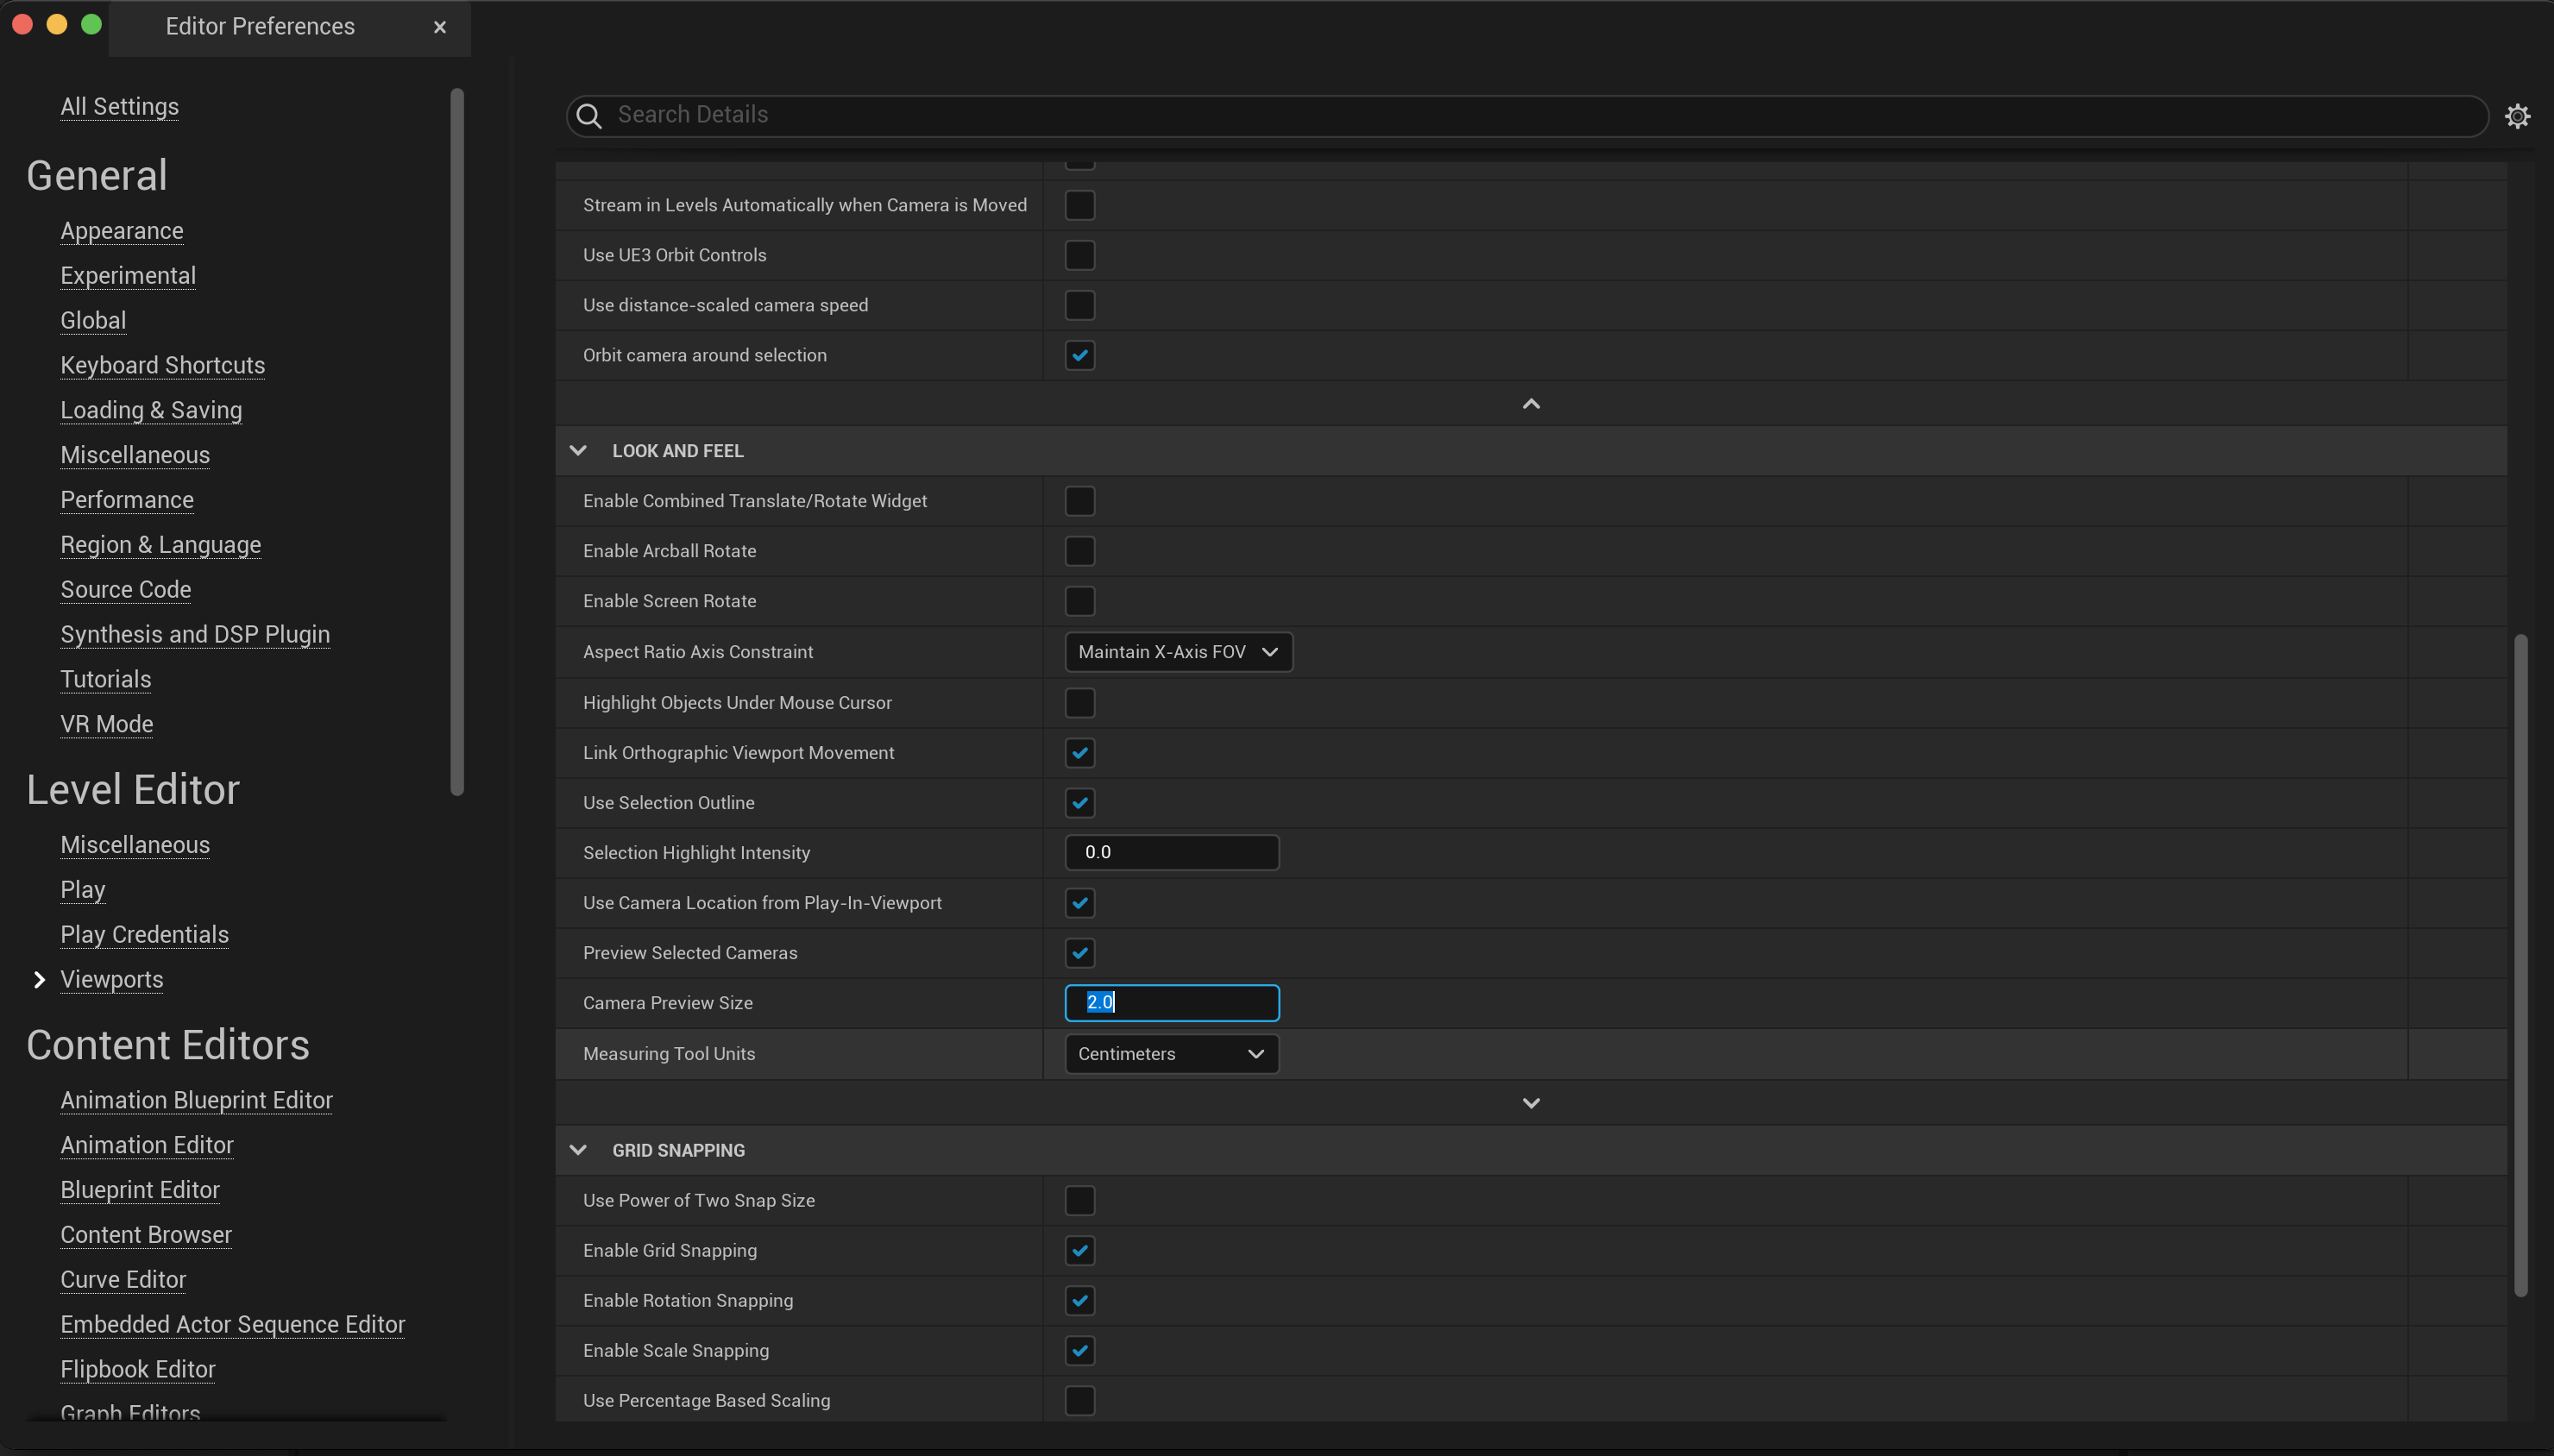 Editor Preferences
All Settings
General
Appearance
Experimental
Global
Keyboard Shortcuts
Loading & Saving
Miscellaneous
Performance
Region & Language
Source Code
Synthesis and DSP Plugin
Tutorials
VR Mode
Level Editor
Miscellaneous
Play
Play Credentials
Viewports
Content Editors
Animation Blueprint Editor
Animation Editor
Blueprint Editor
Content Browser
Curve Editor
Embedded Actor Sequence Editor
Flipbook Editor
Graph Editors
Search Details
Stream in Levels Automatically when Camera is Moved
Use UE3 Orbit Controls
Use distance-scaled camera speed
Orbit camera around selection
LOOK AND FEEL
Enable Combined Translate/Rotate Widget
Enable Arcball Rotate
Enable Screen Rotate
Aspect Ratio Axis Constraint Maintain X-Axis FOV
Highlight Objects Under Mouse Cursor
Link Orthographic Viewport Movement
Use Selection Outline
Selection Highlight Intensity 0.0
Use Camera Location from Play-In-Viewport
Preview Selected Cameras
Camera Preview Size 2.0
Measuring Tool Units Centimeters
GRID SNAPPING
Use Power of Two Snap Size
Enable Grid Snapping
Enable Rotation Snapping
Enable Scale Snapping
Use Percentage Based Scaling